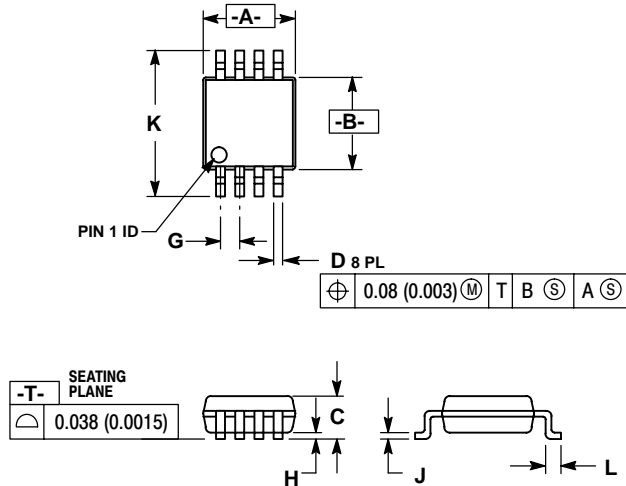 -A-
K
-B-
PIN 1 ID
G
D 8 PL
⌖ 0.08 (0.003) Ⓜ T B Ⓢ A Ⓢ
-T- SEATING
PLANE
⌓ 0.038 (0.0015)
C
H
J
L